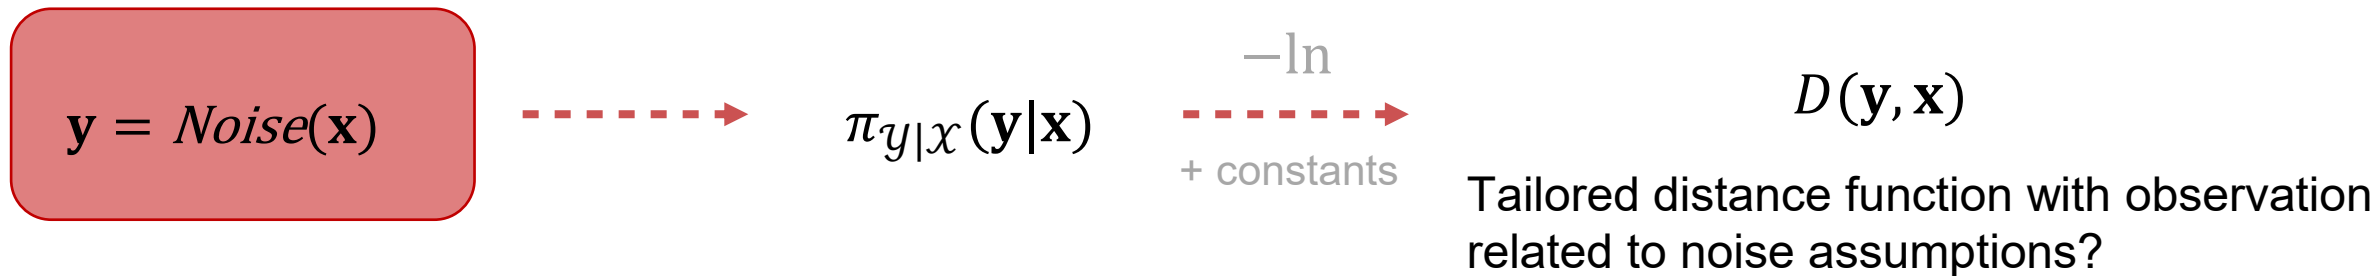 𝐲 = 𝑁𝑜𝑖𝑠𝑒(𝐱)
π_{𝒴|𝒳}(𝐲|𝐱)
−ln
+ constants
𝐷(𝐲, 𝐱)
Tailored distance function with observation
related to noise assumptions?